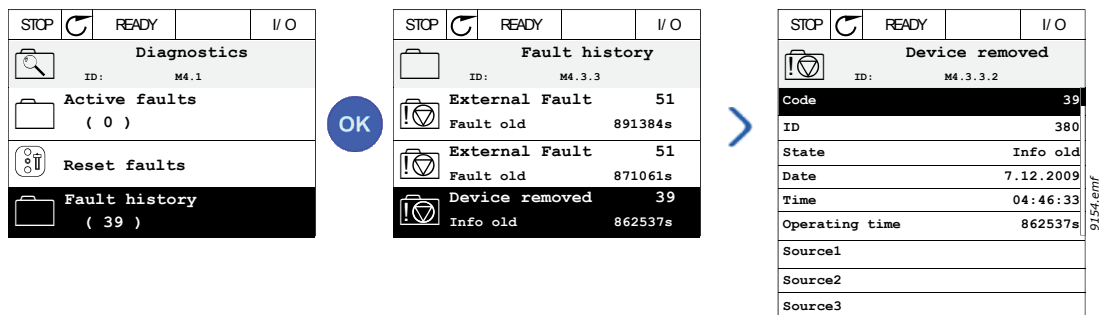 STOP READY I/O
Diagnostics
ID: M4.1
Active faults
( 0 )
Reset faults
Fault history
( 39 )
OK
STOP READY I/O
Fault history
ID: M4.3.3
External Fault 51
Fault old 891384s
External Fault 51
Fault old 871061s
Device removed 39
Info old 862537s
STOP READY I/O
Device removed
ID: M4.3.3.2
Code 39
ID 380
State Info old
Date 7.12.2009
Time 04:46:33
Operating time 862537s
Source1
Source2
Source3
9154.emf